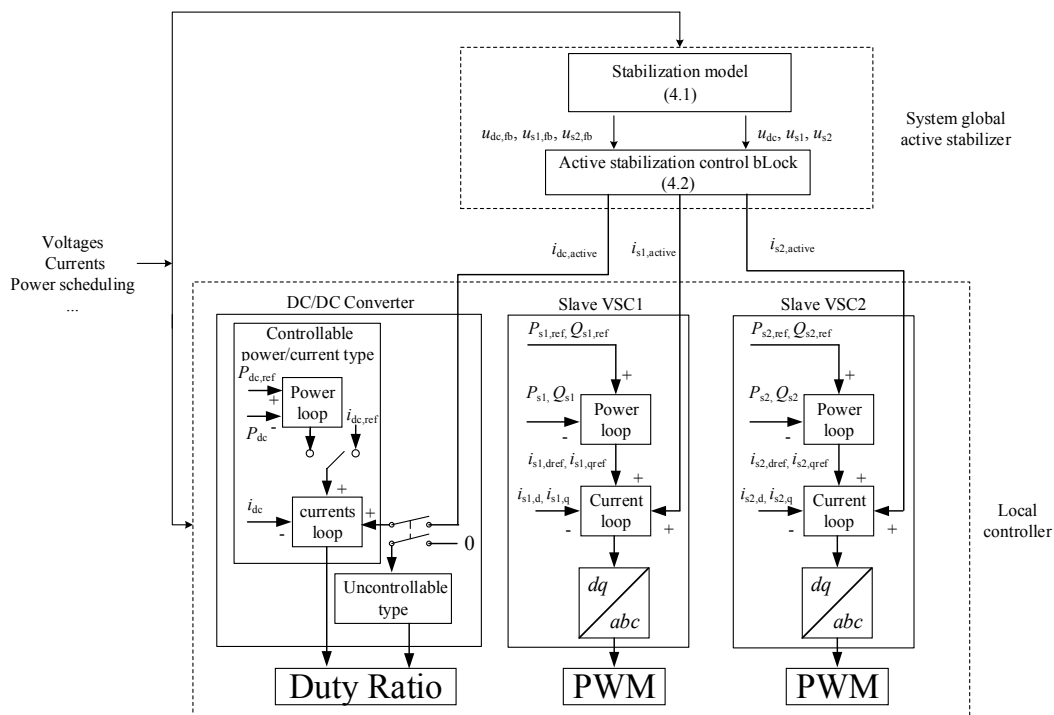 Stabilization model
(4.1)
u_dc,fb, u_s1,fb, u_s2,fb
u_dc, u_s1, u_s2
Active stabilization control bLock
(4.2)
System global
active stabilizer
i_dc,active
i_s1,active
i_s2,active
Voltages
Currents
Power scheduling
...
DC/DC Converter
Controllable
power/current type
P_dc,ref
+
Power
loop
-
P_dc
i_dc,ref
+
i_dc
currents
loop
+
-
0
Uncontrollable
type
Duty Ratio
Slave VSC1
P_s1,ref, Q_s1,ref
+
P_s1, Q_s1
Power
loop
-
i_s1,dref, i_s1,qref
+
i_s1,d, i_s1,q
Current
loop
-
+
dq
abc
PWM
Slave VSC2
P_s2,ref, Q_s2,ref
+
P_s2, Q_s2
Power
loop
-
i_s2,dref, i_s2,qref
+
i_s2,d, i_s2,q
Current
loop
-
+
dq
abc
PWM
Local
controller